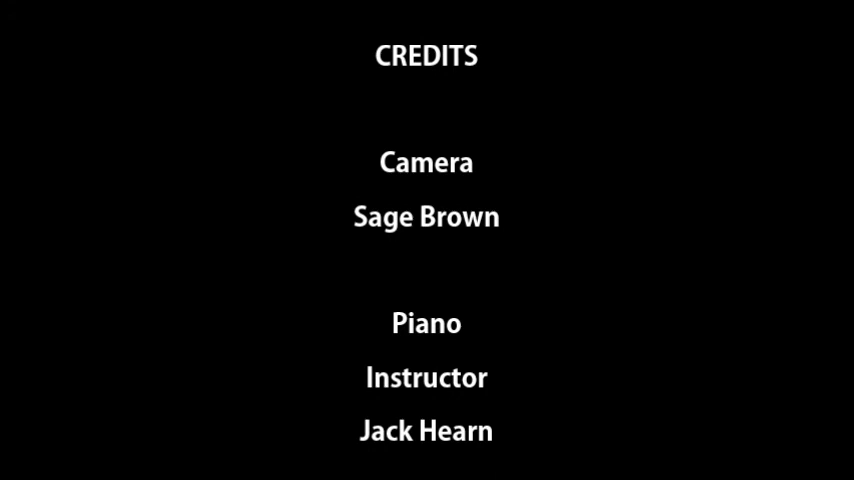 CREDITS
Camera
Sage Brown
Piano
Instructor
Jack Hearn